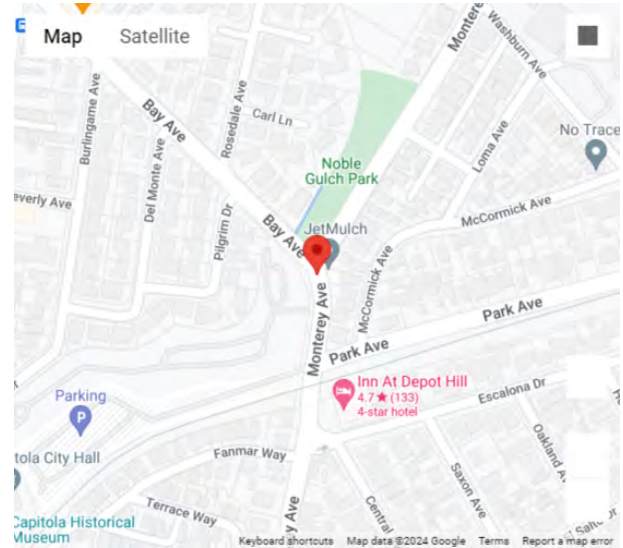 Map
Satellite
Monterey
Washburn Ave
Bay Ave
Burlingame Ave
Rosedale Ave
Carl Ln
No Trace
Loma Ave
Noble
Gulch Park
everly Ave
Del Monte Ave
Pilgrim Dr
McCormick Ave
Bay Ave
JetMulch
Monterey Ave
McCormick Ave
Park Ave
Park Ave
Inn At Depot Hill
4.7★(133)
4-star hotel
Escalona Dr
Parking
P
tola City Hall
Fanmar Way
Oakland
Saxon Ave
Central
Terrace Way
y Ave
Capitola Historical
Museum
Keyboard shortcuts
Map data ©2024 Google
Terms
Report a map error